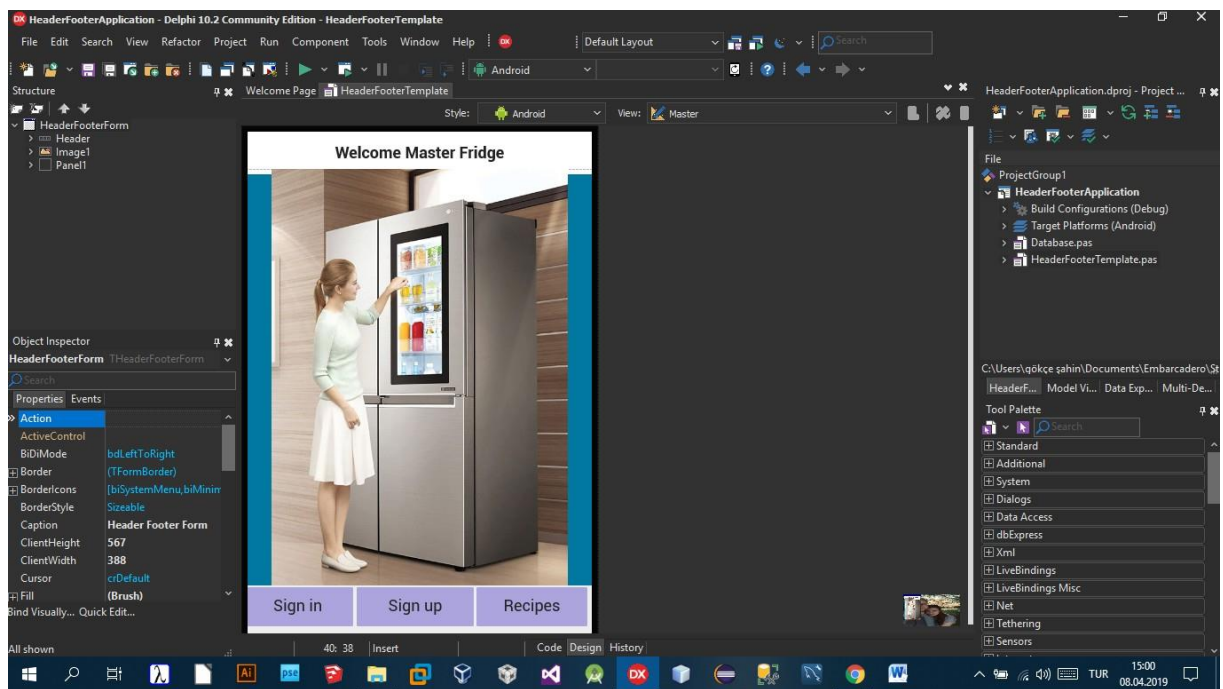 HeaderFooterApplication - Delphi 10.2 Community Edition - HeaderFooterTemplate
File Edit Search View Refactor Project Run Component Tools Window Help
Default Layout
Search
Android
Structure
Welcome Page HeaderFooterTemplate
HeaderFooterForm
Header
Image1
Panel1
Style: Android View: Master
Welcome Master Fridge
Sign in Sign up Recipes
Object Inspector
HeaderFooterForm THeaderFooterForm
Search
Properties Events
Action
ActiveControl
BiDiMode bdLeftToRight
Border (TFormBorder)
BorderIcons [biSystemMenu,biMinim
BorderStyle Sizeable
Caption Header Footer Form
ClientHeight 567
ClientWidth 388
Cursor crDefault
Fill (Brush)
Bind Visually... Quick Edit...
All shown
40: 38 Insert
Code Design History
HeaderFooterApplication.dproj - Project ...
File
ProjectGroup1
HeaderFooterApplication
Build Configurations (Debug)
Target Platforms (Android)
Database.pas
HeaderFooterTemplate.pas
C:\Users\gökçe şahin\Documents\Embarcadero\St
HeaderF... Model Vi... Data Exp... Multi-De...
Tool Palette
Search
Standard
Additional
System
Dialogs
Data Access
dbExpress
Xml
LiveBindings
LiveBindings Misc
Net
Tethering
Sensors
Ai pse DX W
TUR
15:00
08.04.2019